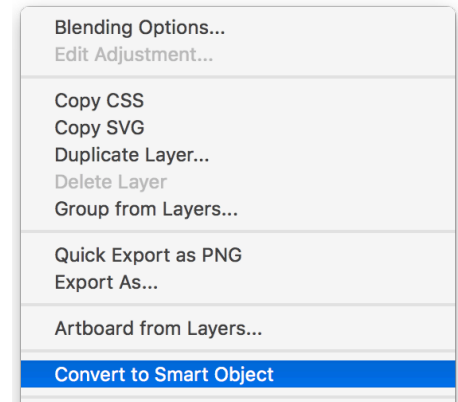 Blending Options...
Edit Adjustment...
Copy CSS
Copy SVG
Duplicate Layer...
Delete Layer
Group from Layers...
Quick Export as PNG
Export As...
Artboard from Layers...
Convert to Smart Object